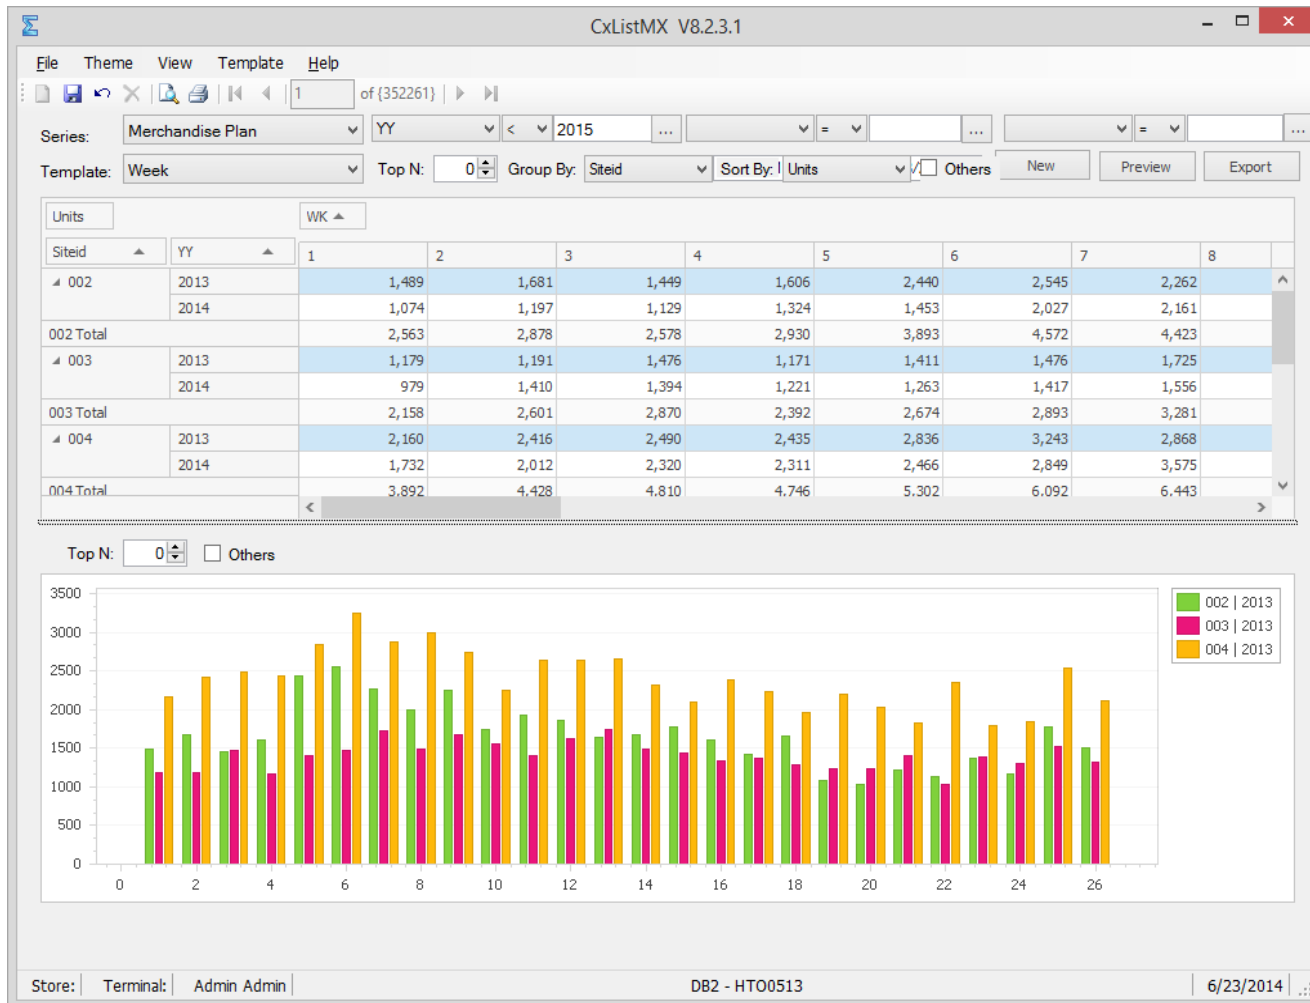 CxListMX V8.2.3.1
File Theme View Template Help
1 of {352261}
Series: Merchandise Plan YY < 2015 ... = ... = ...
Template: Week Top N: 0 Group By: Siteid Sort By: Units Others New Preview Export
Units WK
Siteid YY 1 2 3 4 5 6 7 8
002 2013 1,489 1,681 1,449 1,606 2,440 2,545 2,262
2014 1,074 1,197 1,129 1,324 1,453 2,027 2,161
002 Total 2,563 2,878 2,578 2,930 3,893 4,572 4,423
003 2013 1,179 1,191 1,476 1,171 1,411 1,476 1,725
2014 979 1,410 1,394 1,221 1,263 1,417 1,556
003 Total 2,158 2,601 2,870 2,392 2,674 2,893 3,281
004 2013 2,160 2,416 2,490 2,435 2,836 3,243 2,868
2014 1,732 2,012 2,320 2,311 2,466 2,849 3,575
004 Total 3,892 4,428 4,810 4,746 5,302 6,092 6,443
Top N: 0 Others
3500
3000
2500
2000
1500
1000
500
0
0 2 4 6 8 10 12 14 16 18 20 22 24 26
002 | 2013
003 | 2013
004 | 2013
Store: Terminal: Admin Admin DB2 - HTO0513 6/23/2014